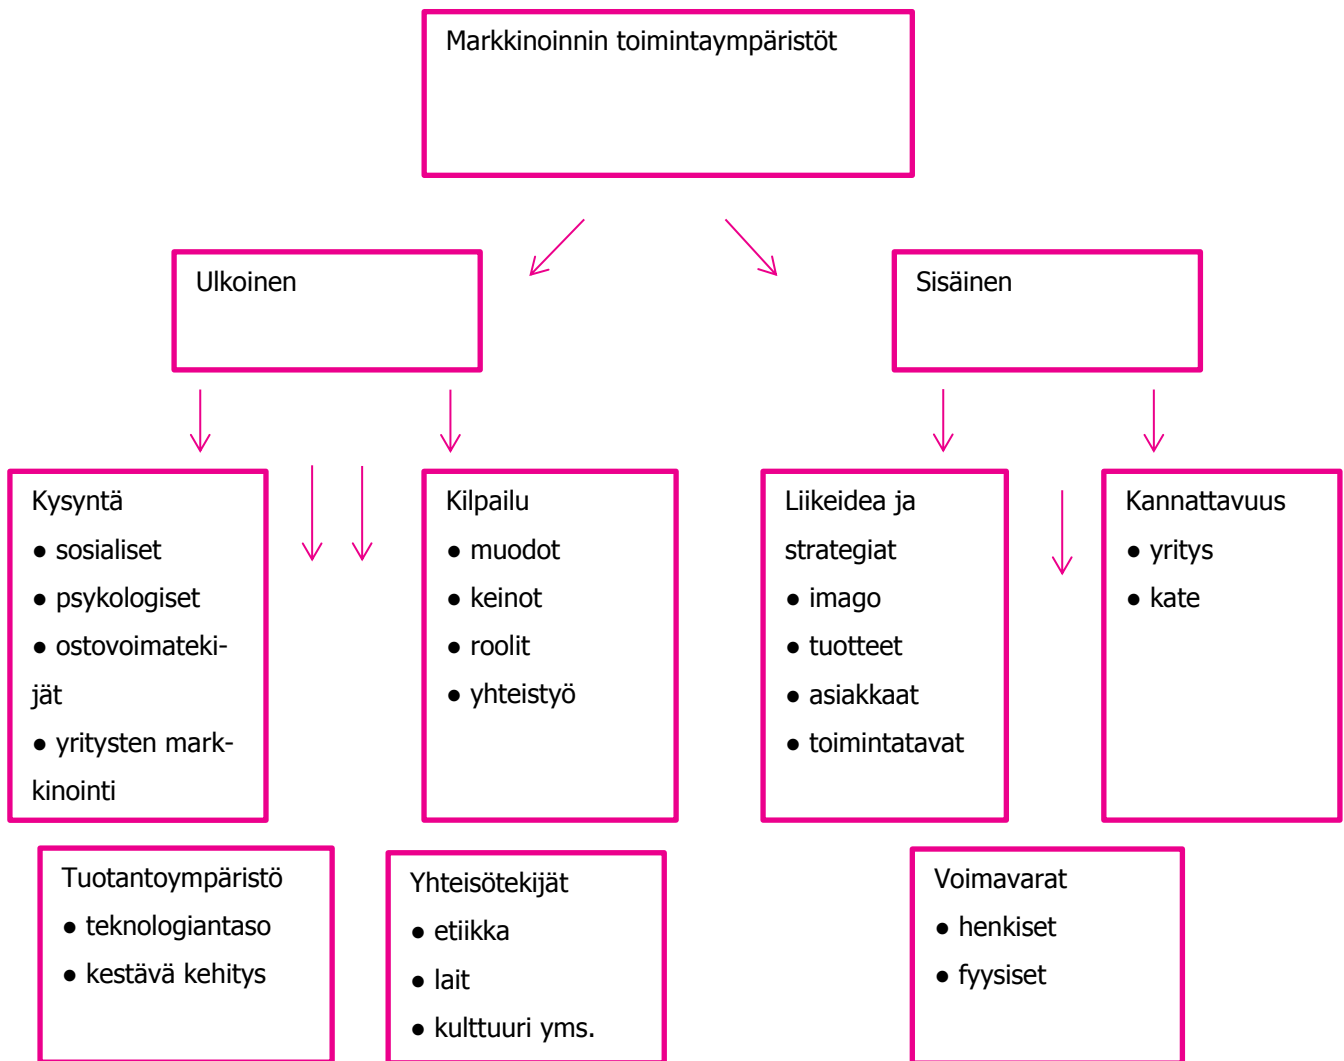 Markkinoinnin toimintaympäristöt
Ulkoinen
Sisäinen
Kysyntä
● sosialiset
● psykologiset
● ostovoimateki-
jät
● yritysten mark-
kinointi
Kilpailu
● muodot
● keinot
● roolit
● yhteistyö
Liikeidea ja
strategiat
● imago
● tuotteet
● asiakkaat
● toimintatavat
Kannattavuus
● yritys
● kate
Tuotantoympäristö
● teknologiantaso
● kestävä kehitys
Yhteisötekijät
● etiikka
● lait
● kulttuuri yms.
Voimavarat
● henkiset
● fyysiset